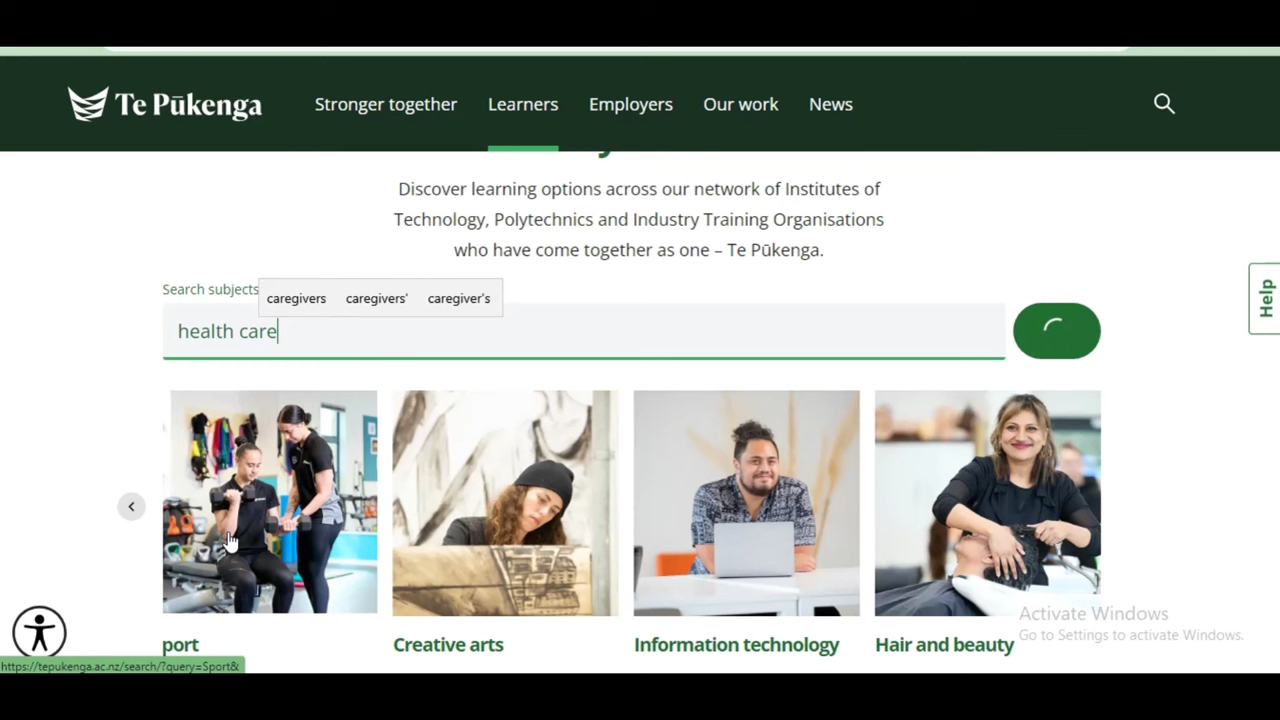 Te Pūkenga
Stronger together
Learners
Employers
Our work
News
Discover learning options across our network of Institutes of
Technology, Polytechnics and Industry Training Organisations
who have come together as one – Te Pūkenga.
Search subjects
caregivers caregivers' caregiver's
health care
Help
port
Creative arts
Information technology
Hair and beauty
Activate Windows
Go to Settings to activate Windows.
https://tepukenga.ac.nz/search/?query=Sport&